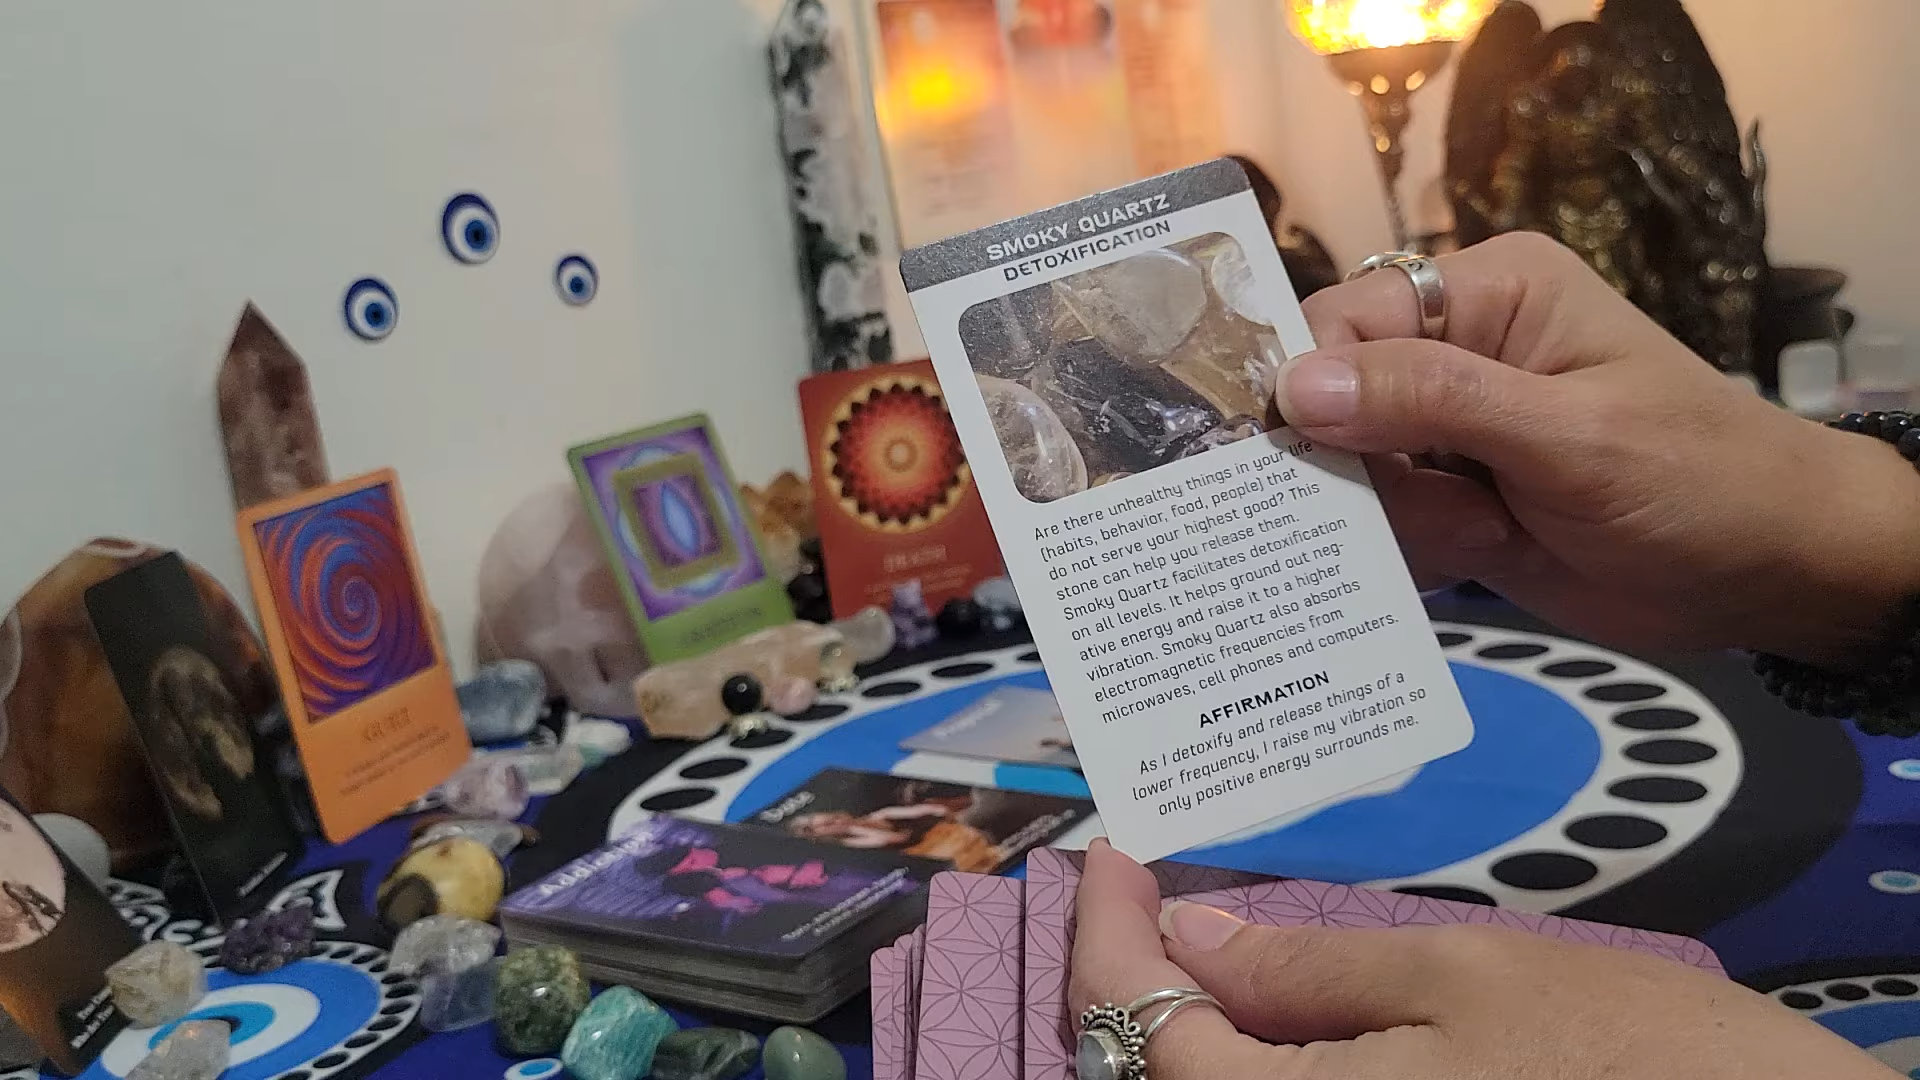 SMOKY QUARTZ
DETOXIFICATION
Are there unhealthy things in your life
(habits, behavior, food, people) that
do not serve your highest good? This
stone can help you release them.
Smoky Quartz facilitates detoxification
on all levels. It helps ground out neg-
ative energy and raise it to a higher
vibration. Smoky Quartz also absorbs
electromagnetic frequencies from
microwaves, cell phones and computers.
AFFIRMATION
As I detoxify and release things of a
lower frequency, I raise my vibration so
only positive energy surrounds me.
GUILT
Addiction